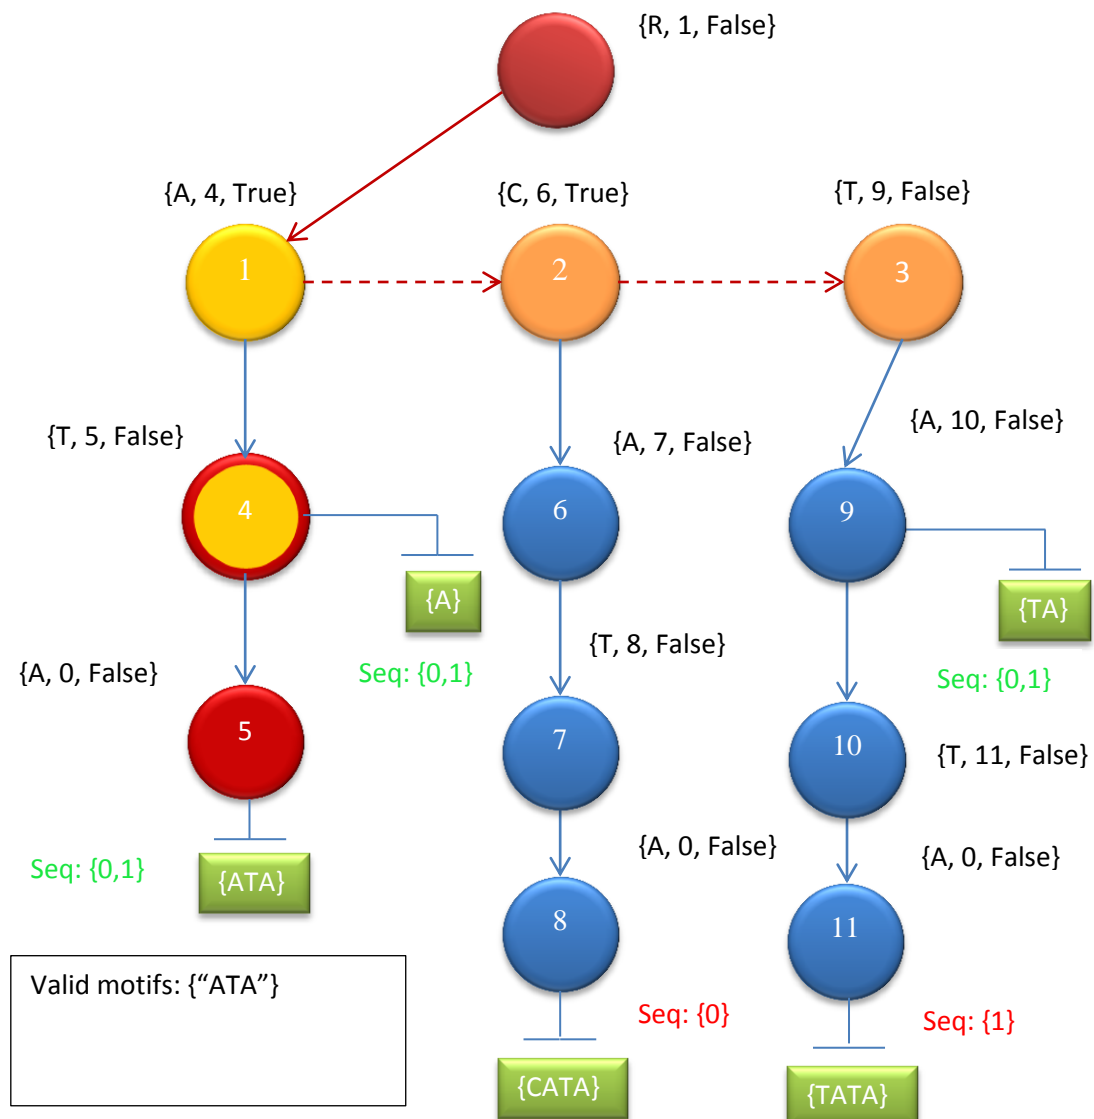 {R, 1, False}
{A, 4, True}
{C, 6, True}
{T, 9, False}
1
2
3
{T, 5, False}
{A, 7, False}
{A, 10, False}
4
6
9
{A}
{TA}
{A, 0, False}
Seq: {0,1}
{T, 8, False}
Seq: {0,1}
5
7
10
{T, 11, False}
Seq: {0,1}
{ATA}
{A, 0, False}
{A, 0, False}
8
11
Valid motifs: {“ATA”}
Seq: {0}
Seq: {1}
{CATA}
{TATA}